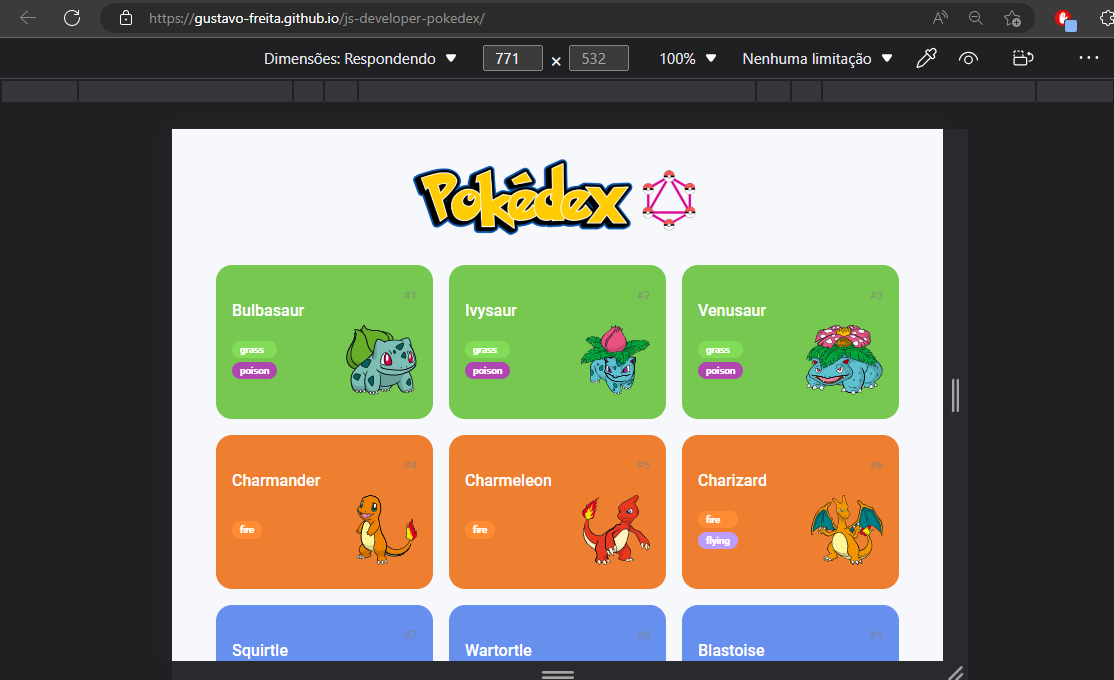 https://gustavo-freita.github.io/js-developer-pokedex/
Dimensões: Respondendo 771 × 532 100% Nenhuma limitação
Pokédex
#1 #2 #3
Bulbasaur Ivysaur Venusaur
grass grass grass
poison poison poison
#4 #5 #6
Charmander Charmeleon Charizard
fire fire fire
flying
#7 #8 #9
Squirtle Wartortle Blastoise